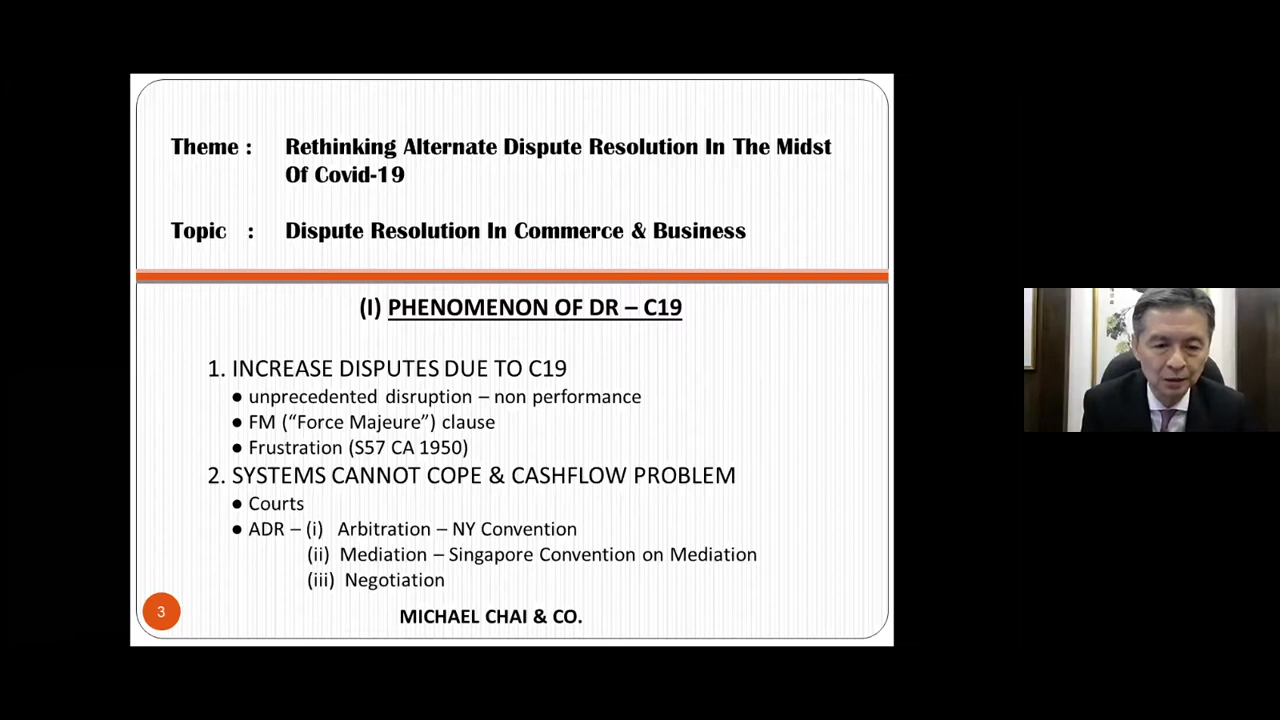 Theme : Rethinking Alternate Dispute Resolution In The Midst
Of Covid-19
Topic : Dispute Resolution In Commerce & Business
(I) PHENOMENON OF DR – C19
1. INCREASE DISPUTES DUE TO C19
● unprecedented disruption – non performance
● FM (“Force Majeure”) clause
● Frustration (S57 CA 1950)
2. SYSTEMS CANNOT COPE & CASHFLOW PROBLEM
● Courts
● ADR – (i) Arbitration – NY Convention
(ii) Mediation – Singapore Convention on Mediation
(iii) Negotiation
3
MICHAEL CHAI & CO.